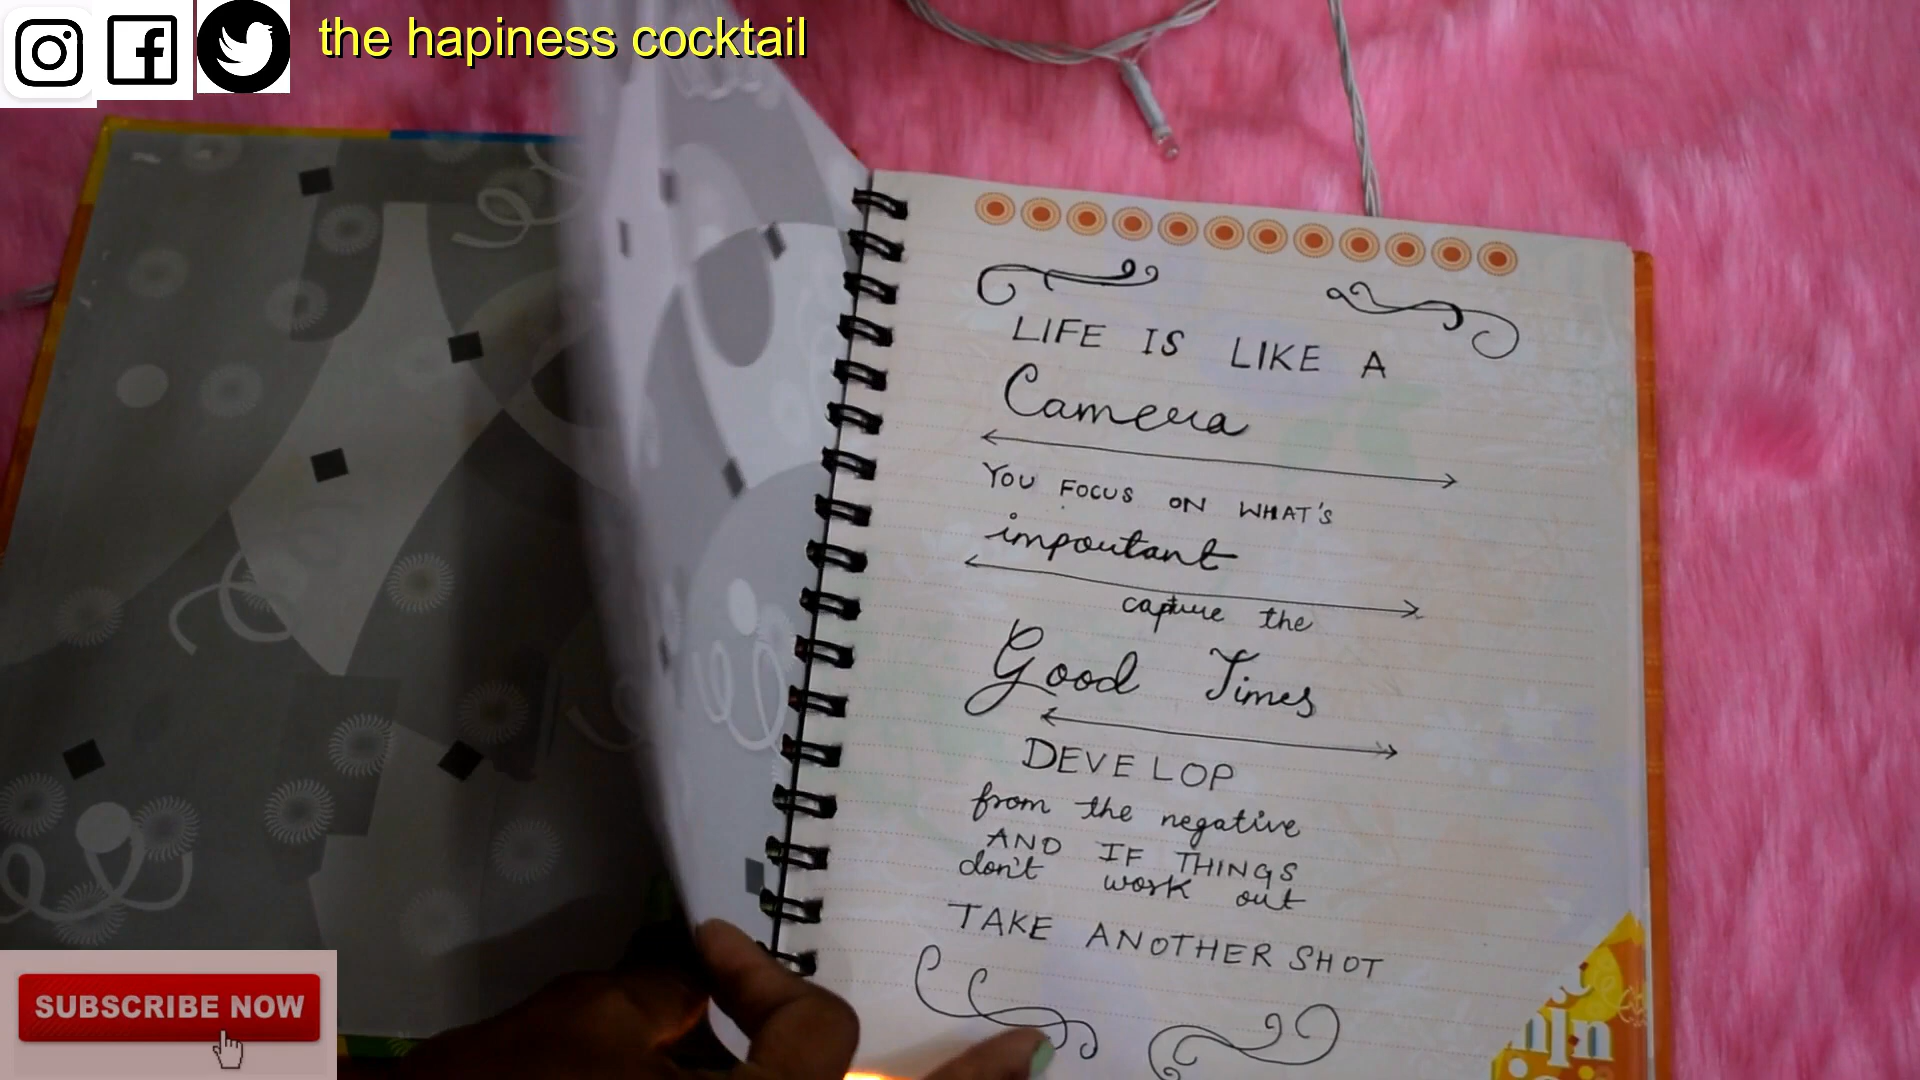 the hapiness cocktail
LIFE IS LIKE A
Camera
YOU FOCUS ON WHAT'S
important
capture the
Good Times
DEVELOP
from the negative
AND IF THINGS
don't work out
TAKE ANOTHER SHOT
SUBSCRIBE NOW